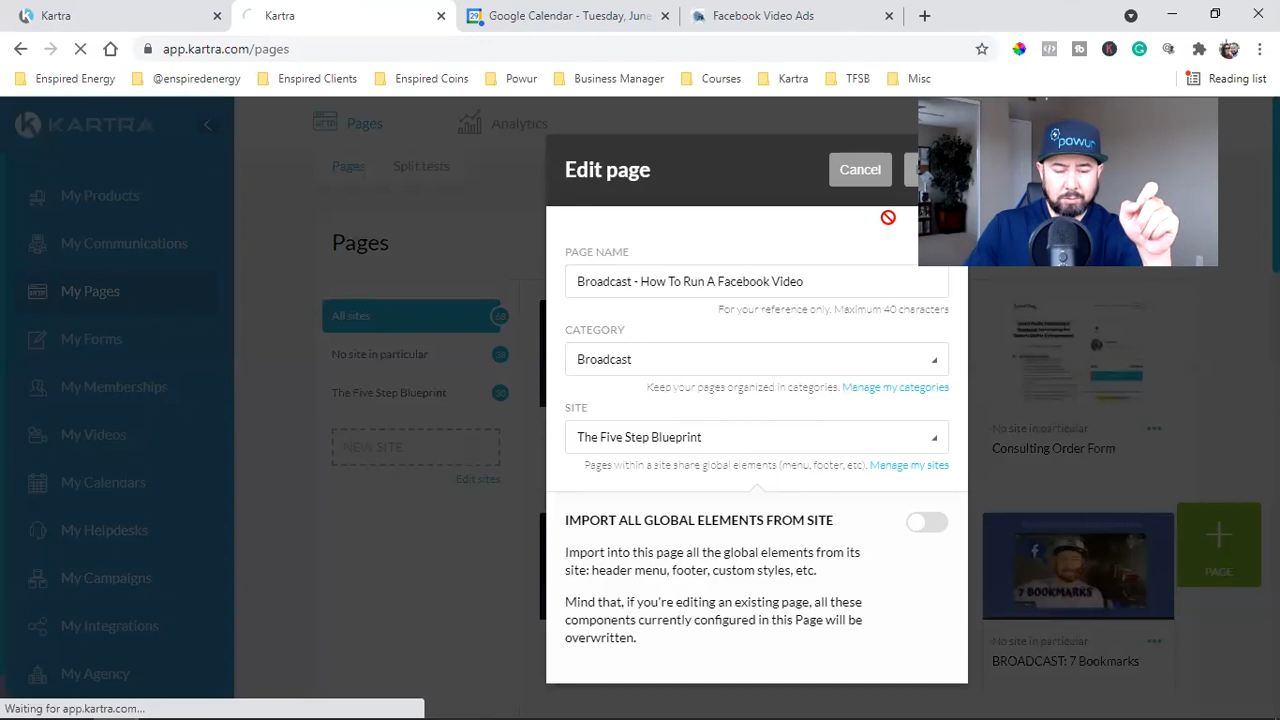 Kartra
Kartra
Google Calendar - Tuesday, June
Facebook Video Ads
app.kartra.com/pages
Enspired Energy
@enspiredenergy
Enspired Clients
Enspired Coins
Powur
Business Manager
Courses
Kartra
TFSB
Misc
Reading list
KARTRA
Pages
Analytics
Pages
Split tests
Edit page
Cancel
My Products
My Communications
My Pages
My Forms
My Memberships
My Videos
My Calendars
My Helpdesks
My Campaigns
My Integrations
My Agency
Pages
All sites
No site in particular
38
The Five Step Blueprint
30
NEW SITE
Edit sites
PAGE NAME
Broadcast - How To Run A Facebook Video
For your reference only. Maximum 40 characters
CATEGORY
Broadcast
Keep your pages organized in categories. Manage my categories
SITE
The Five Step Blueprint
Pages within a site share global elements (menu, footer, etc). Manage my sites
IMPORT ALL GLOBAL ELEMENTS FROM SITE
Import into this page all the global elements from its
site: header menu, footer, custom styles, etc.
Mind that, if you're editing an existing page, all these
components currently configured in this Page will be
overwritten.
powur
No site in particular
Consulting Order Form
7 BOOKMARKS
PAGE
No site in particular
BROADCAST: 7 Bookmarks
Waiting for app.kartra.com...